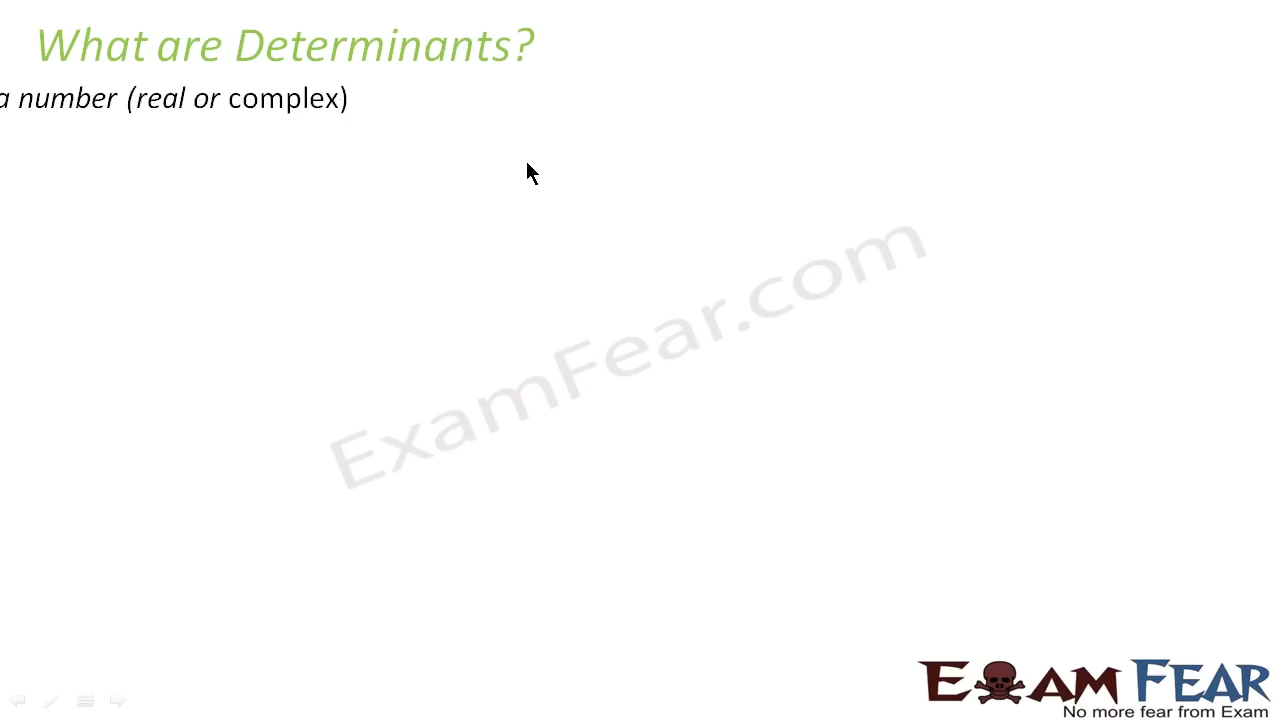 What are Determinants?
a number (real or complex)
ExamFear.com
EXAM FEAR
No more fear from Exam